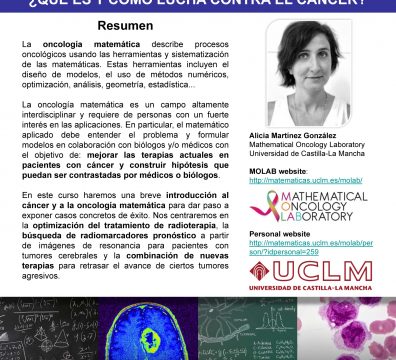 ¿QUÉ ES Y CÓMO LUCHA CONTRA EL CÁNCER?
Resumen
La oncología matemática describe procesos
oncológicos usando las herramientas y sistematización
de las matemáticas. Estas herramientas incluyen el
diseño de modelos, el uso de métodos numéricos,
optimización, análisis, geometría, estadística...
La oncología matemática es un campo altamente
interdisciplinar y requiere de personas con un fuerte
interés en las aplicaciones. En particular, el matemático
aplicado debe entender el problema y formular
modelos en colaboración con biólogos y/o médicos con
el objetivo de: mejorar las terapias actuales en
pacientes con cáncer y construir hipótesis que
puedan ser contrastadas por médicos o biólogos.
En este curso haremos una breve introducción al
cáncer y a la oncología matemática para dar paso a
exponer casos concretos de éxito. Nos centraremos en
la optimización del tratamiento de radioterapia, la
búsqueda de radiomarcadores pronóstico a partir
de imágenes de resonancia para pacientes con
tumores cerebrales y la combinación de nuevas
terapias para retrasar el avance de ciertos tumores
agresivos.
Alicia Martínez González
Mathematical Oncology Laboratory
Universidad de Castilla-La Mancha
MOLAB website:
http://matematicas.uclm.es/molab/
MATHEMATICAL
ONCOLOGY
LABORATORY
Personal website
http://matematicas.uclm.es/molab/per
son/?idpersonal=259
UCLM
UNIVERSIDAD DE CASTILLA-LA MANCHA